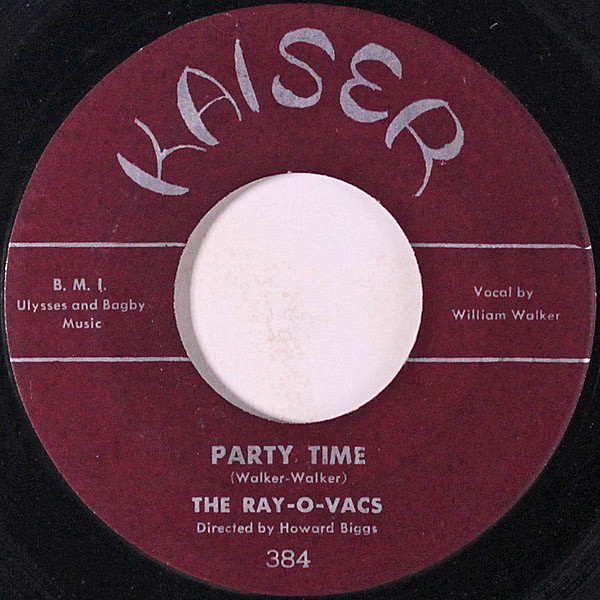 KAISER
B. M. I.
Ulysses and Bagby
Music
Vocal by
William Walker
PARTY TIME
(Walker-Walker)
THE RAY-O-VACS
Directed by Howard Biggs
384